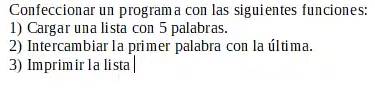 Confeccionar un programa con las siguientes funciones:
1) Cargar una lista con 5 palabras.
2) Intercambiar la primer palabra con la última.
3) Imprimir la lista